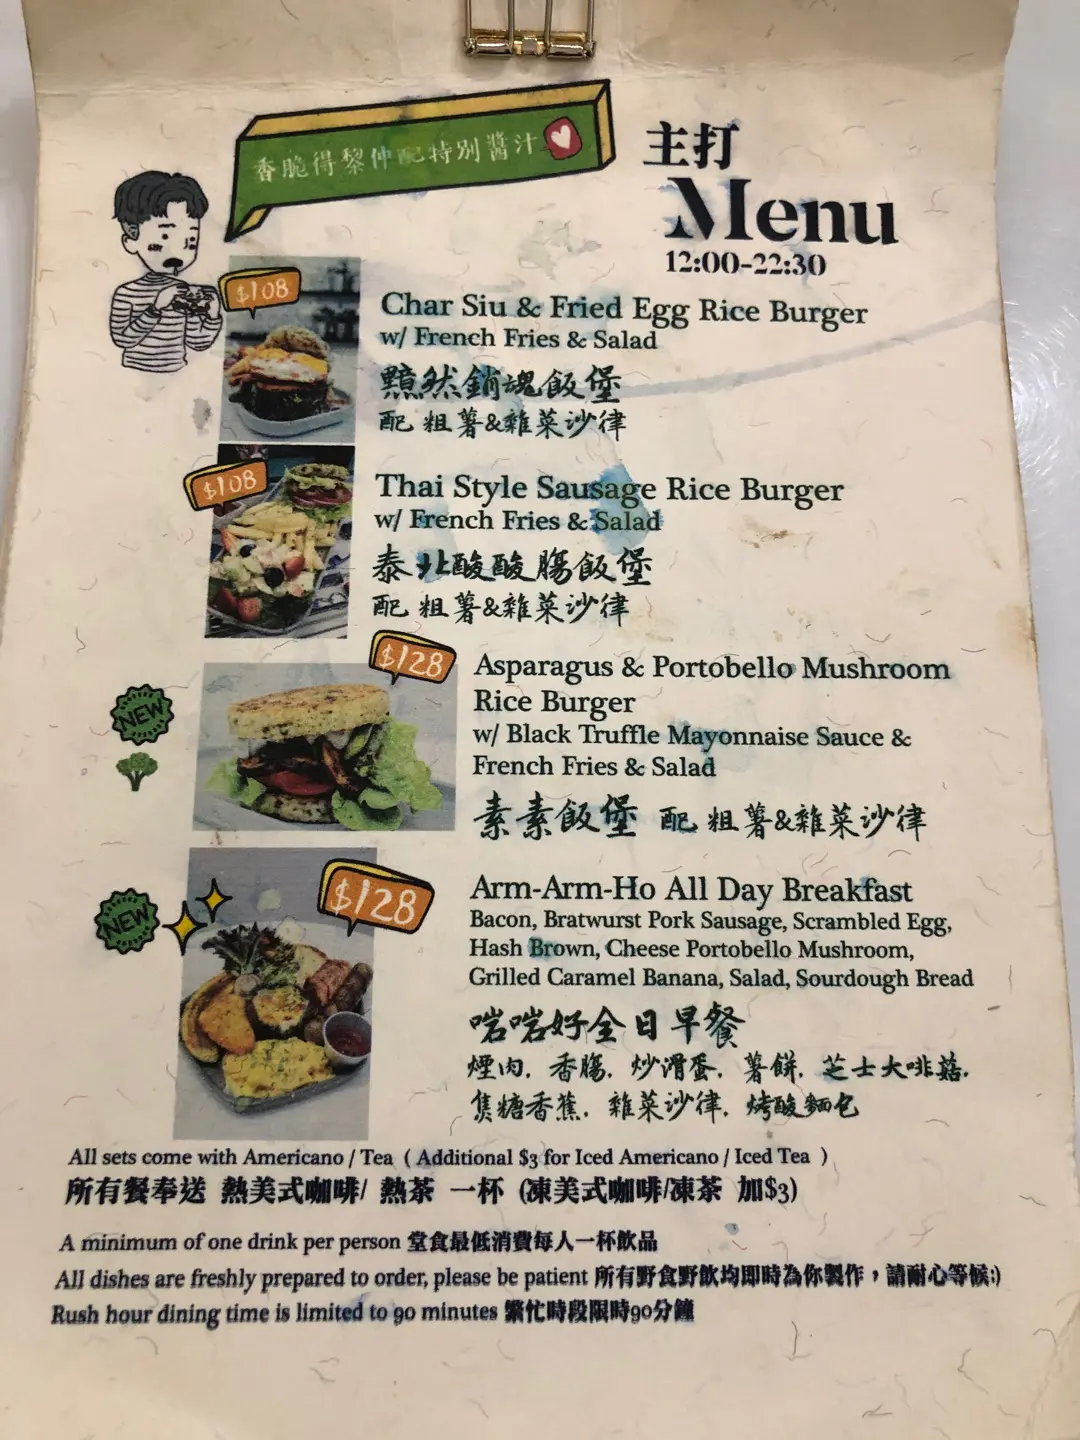 香脆得黎仲配特別醬汁
主打
Menu
12:00-22:30
$108
Char Siu & Fried Egg Rice Burger
w/ French Fries & Salad
黯然銷魂飯堡
配 粗薯&雜菜沙律
$108
Thai Style Sausage Rice Burger
w/ French Fries & Salad
泰北酸酸腸飯堡
配 粗薯&雜菜沙律
$128
Asparagus & Portobello Mushroom
Rice Burger
NEW
w/ Black Truffle Mayonnaise Sauce &
French Fries & Salad
素素飯堡 配 粗薯&雜菜沙律
$128
Arm-Arm-Ho All Day Breakfast
NEW
Bacon, Bratwurst Pork Sausage, Scrambled Egg,
Hash Brown, Cheese Portobello Mushroom,
Grilled Caramel Banana, Salad, Sourdough Bread
啱啱好全日早餐
煙肉, 香腸, 炒滑蛋, 薯餅, 芝士大啡菇,
焦糖香蕉, 雜菜沙律, 烤酸麵包
All sets come with Americano / Tea ( Additional $3 for Iced Americano / Iced Tea )
所有餐奉送 熱美式咖啡/ 熱茶 一杯 (凍美式咖啡/凍茶 加$3)
A minimum of one drink per person 堂食最低消費每人一杯飲品
All dishes are freshly prepared to order, please be patient 所有野食野飲均即時為你製作，請耐心等候:)
Rush hour dining time is limited to 90 minutes 繁忙時段限時90分鐘